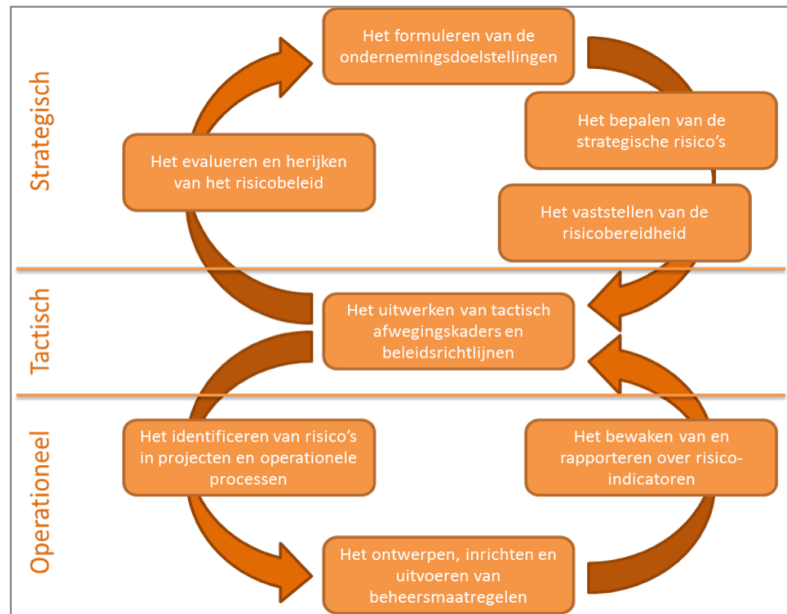 Strategisch
Het formuleren van de
ondernemingsdoelstellingen
Het bepalen van de
strategische risico's
Het evalueren en herijken
van het risicobeleid
Het vaststellen van de
risicobereidheid
Tactisch
Het uitwerken van tactisch
afwegingskaders en
beleidsrichtlijnen
Operationeel
Het identificeren van risico's
in projecten en operationele
processen
Het bewaken van en
rapporteren over risico-
indicatoren
Het ontwerpen, inrichten en
uitvoeren van
beheersmaatregelen